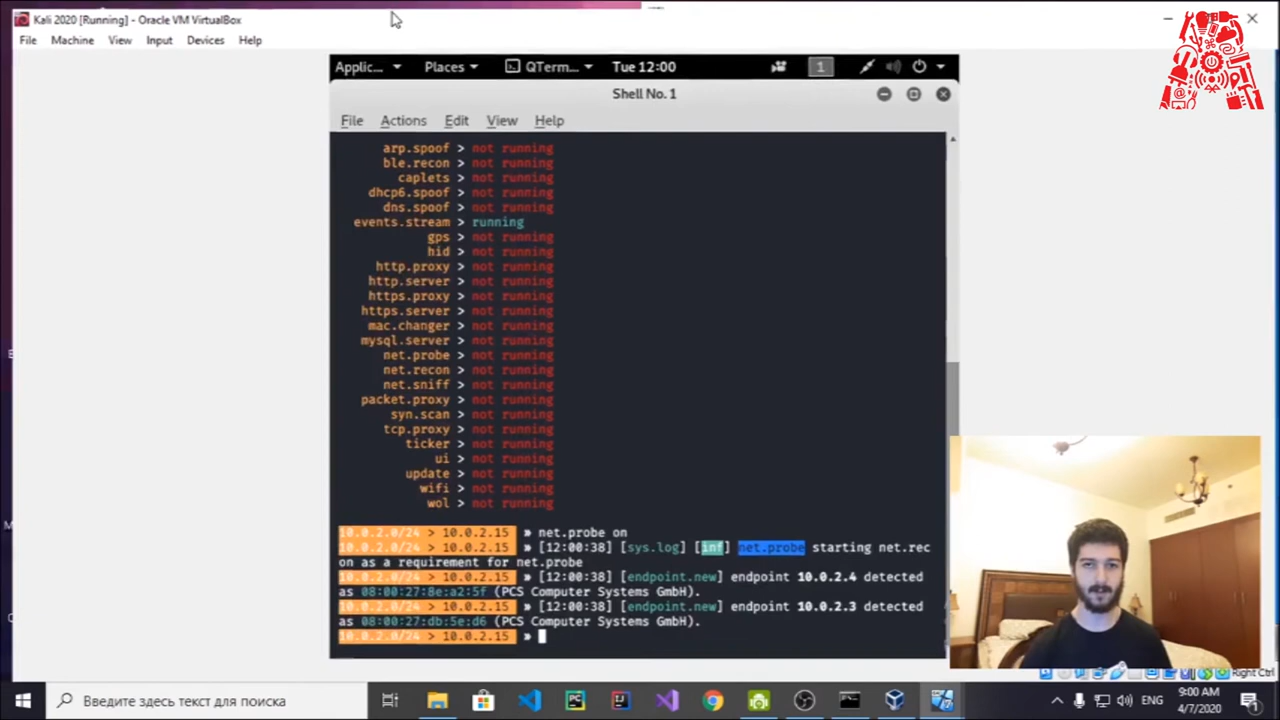 Kali 2020 [Running] - Oracle VM VirtualBox
File Machine View Input Devices Help
Applic... Places QTerm... Tue 12:00 1
Shell No. 1
File Actions Edit View Help
arp.spoof > not running
ble.recon > not running
caplets > not running
dhcp6.spoof > not running
dns.spoof > not running
events.stream > running
gps > not running
hid > not running
http.proxy > not running
http.server > not running
https.proxy > not running
https.server > not running
mac.changer > not running
mysql.server > not running
net.probe > not running
net.recon > not running
net.sniff > not running
packet.proxy > not running
syn.scan > not running
tcp.proxy > not running
ticker > not running
ui > not running
update > not running
wifi > not running
wol > not running
10.0.2.0/24 > 10.0.2.15 » net.probe on
10.0.2.0/24 > 10.0.2.15 » [12:00:38] [sys.log] [inf] net.probe starting net.rec
on as a requirement for net.probe
10.0.2.0/24 > 10.0.2.15 » [12:00:38] [endpoint.new] endpoint 10.0.2.4 detected
as 08:00:27:8e:a2:5f (PCS Computer Systems GmbH).
10.0.2.0/24 > 10.0.2.15 » [12:00:38] [endpoint.new] endpoint 10.0.2.3 detected
as 08:00:27:db:5e:d6 (PCS Computer Systems GmbH).
10.0.2.0/24 > 10.0.2.15 »
Right Ctrl
Введите здесь текст для поиска
ENG
9:00 AM
4/7/2020
1